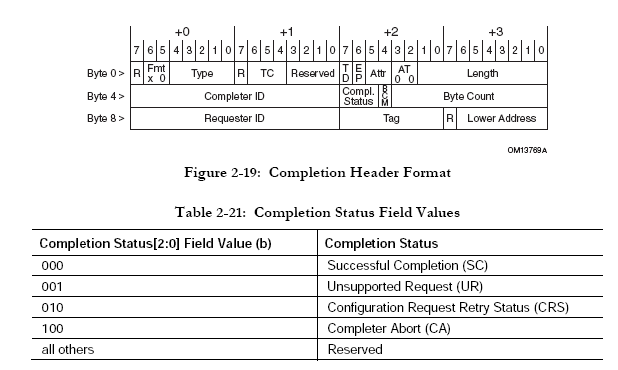 +0 +1 +2 +3
7 6 5 4 3 2 1 0 7 6 5 4 3 2 1 0 7 6 5 4 3 2 1 0 7 6 5 4 3 2 1 0
Byte 0 > R Fmt x 0 Type R TC Reserved TD EP Attr AT 0 0 Length
Byte 4 > Completer ID Compl. Status BCM Byte Count
Byte 8 > Requester ID Tag R Lower Address
OM13769A
Figure 2-19: Completion Header Format
Table 2-21: Completion Status Field Values
Completion Status[2:0] Field Value (b) Completion Status
000 Successful Completion (SC)
001 Unsupported Request (UR)
010 Configuration Request Retry Status (CRS)
100 Completer Abort (CA)
all others Reserved